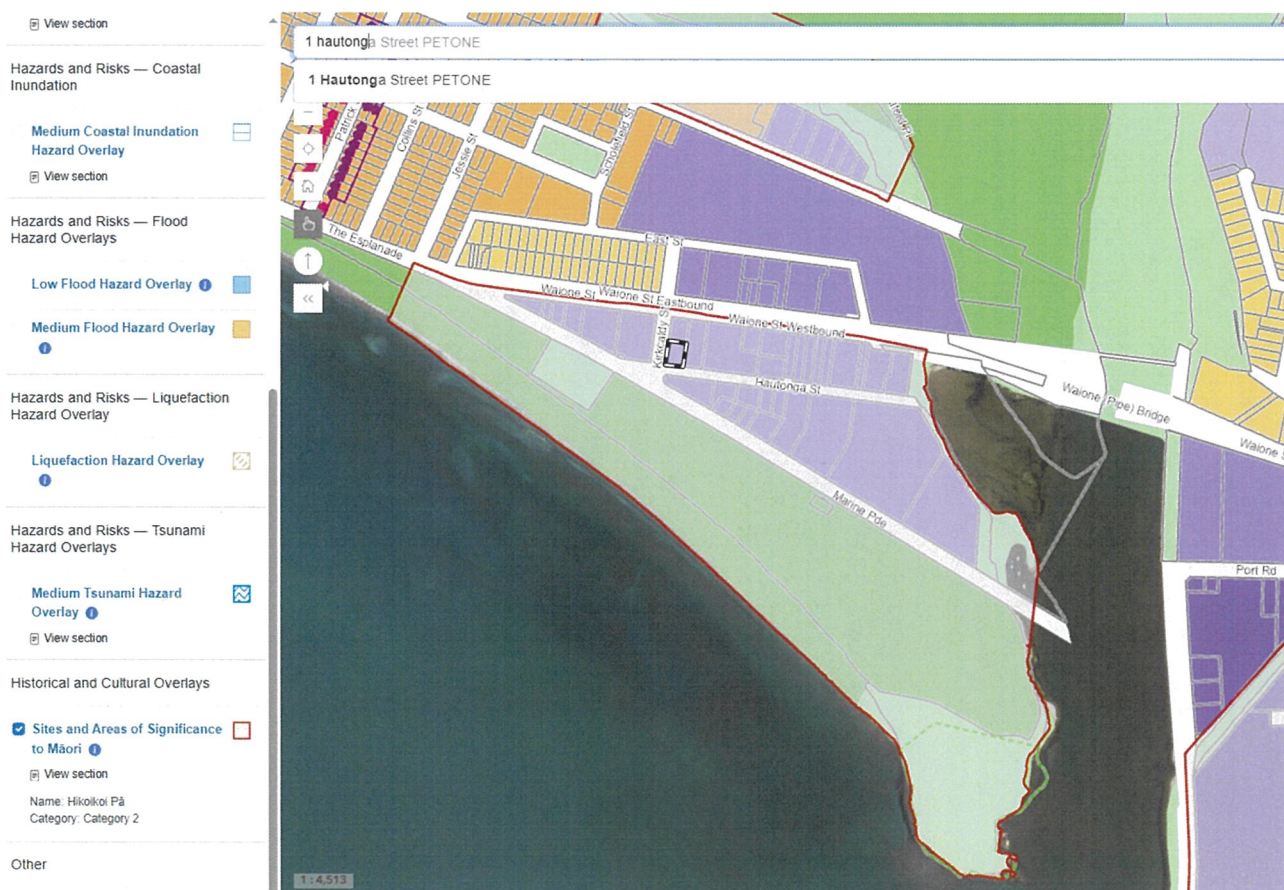 View section
Hazards and Risks — Coastal
Inundation
Medium Coastal Inundation
Hazard Overlay
View section
Hazards and Risks — Flood
Hazard Overlays
Low Flood Hazard Overlay
Medium Flood Hazard Overlay
Hazards and Risks — Liquefaction
Hazard Overlay
Liquefaction Hazard Overlay
Hazards and Risks — Tsunami
Hazard Overlays
Medium Tsunami Hazard
Overlay
View section
Historical and Cultural Overlays
Sites and Areas of Significance
to Māori
View section
Name: Hikoikoi Pā
Category: Category 2
Other
1 hautonga Street PETONE
1 Hautonga Street PETONE
Patrick
Collins St
Jessie St
Scholefield St
The Esplanade
East St
Waione St
Waione St Eastbound
Waione St Westbound
Kirkcaldy St
Hautonga St
Waione (Pipe) Bridge
Waione S
Marine Pde
Port Rd
1 : 4,513